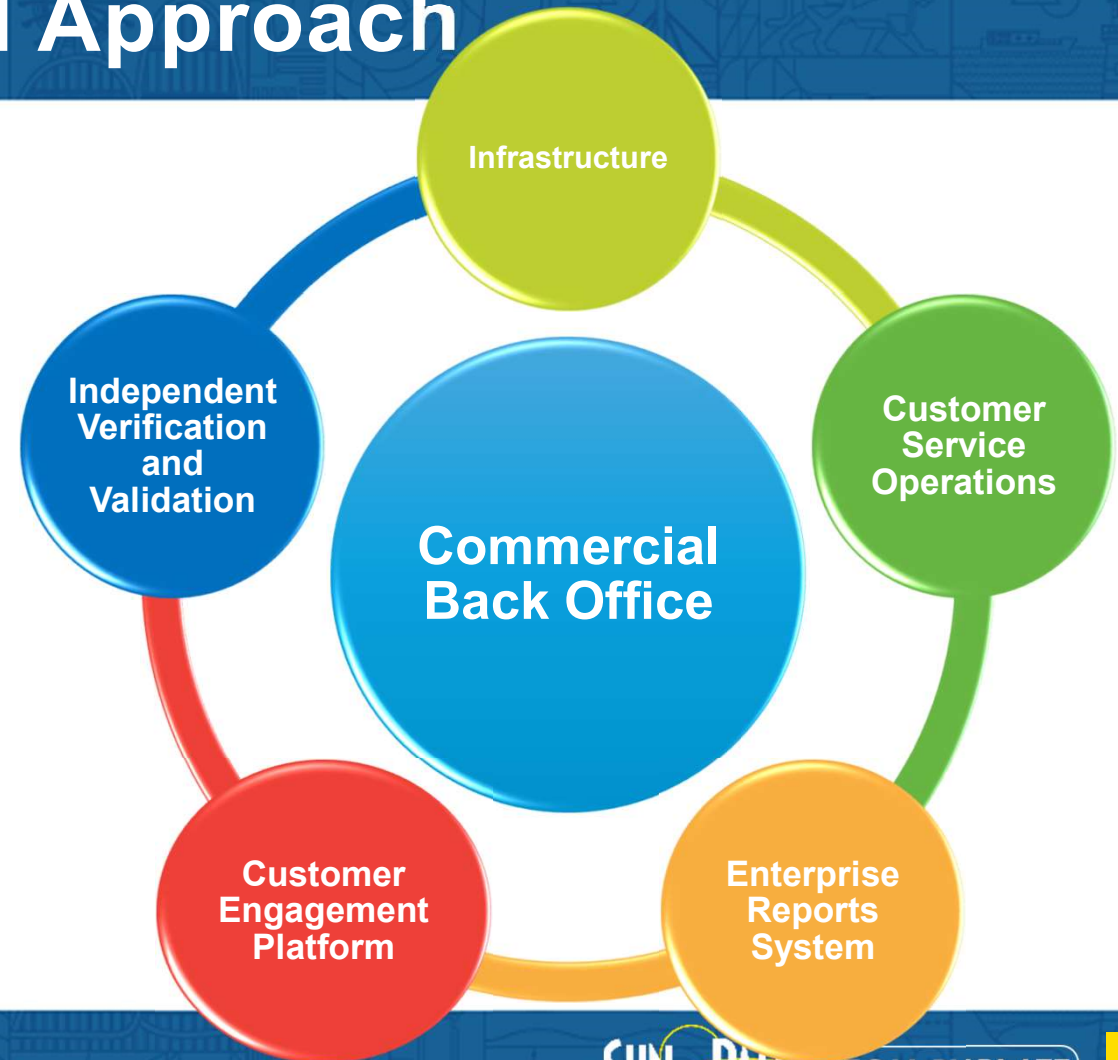 Approach
Infrastructure
Independent
Verification
and
Validation
Customer
Service
Operations
Commercial
Back Office
Customer
Engagement
Platform
Enterprise
Reports
System